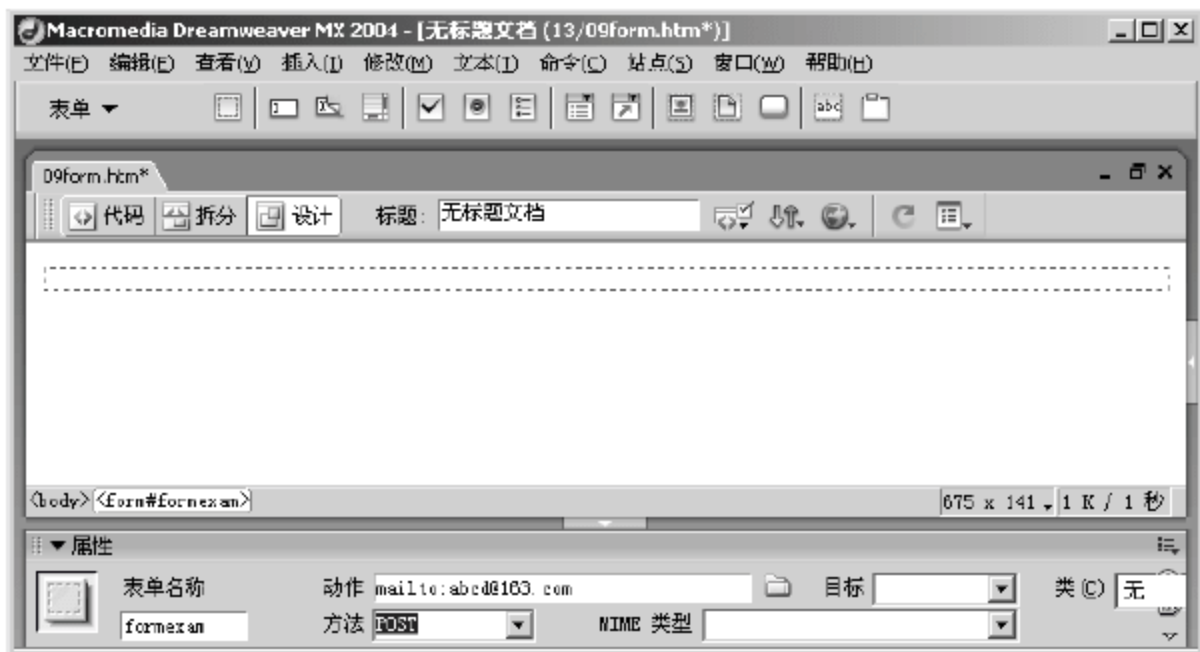 Macromedia Dreamweaver MX 2004 - [无标题文档 (13/09form.htm*)]
文件(F) 编辑(E) 查看(V) 插入(I) 修改(M) 文本(T) 命令(C) 站点(S) 窗口(W) 帮助(H)
表单
09form.htm*
代码 拆分 设计 标题: 无标题文档
<body> <form#formexam> 675 x 141 1 K / 1 秒
属性
表单名称 动作 mailto:abcd@163.com 目标 类(C) 无
formexam 方法 POST MIME 类型